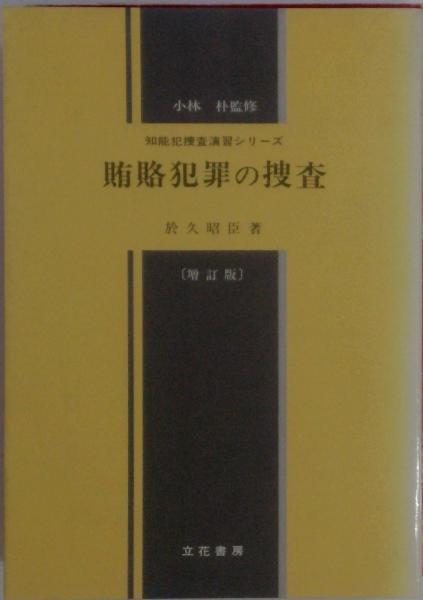 小林 朴監修
知能犯捜査演習シリーズ
賄賂犯罪の捜査
於久昭臣著
〔増訂版〕
立花書房